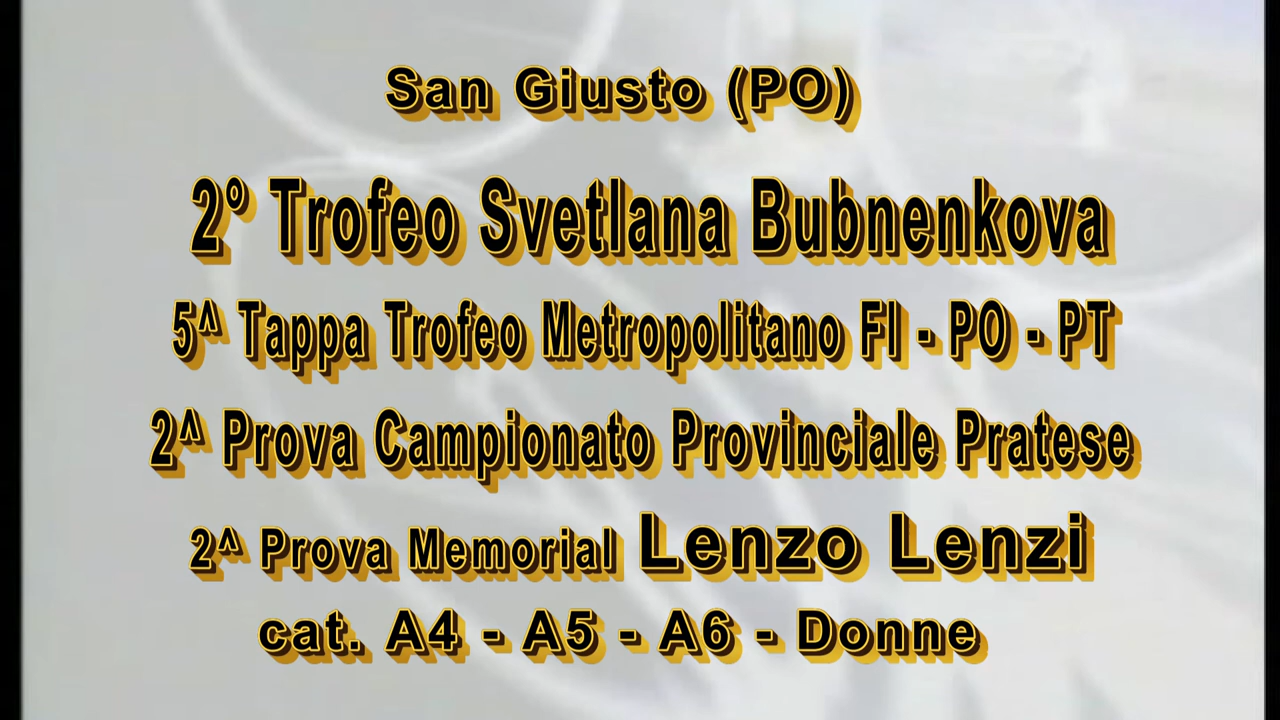 San Giusto (PO)
2° Trofeo Svetlana Bubnenkova
5^ Tappa Trofeo Metropolitano FI - PO - PT
2^ Prova Campionato Provinciale Pratese
2^ Prova Memorial Lenzo Lenzi
cat. A4 - A5 - A6 - Donne